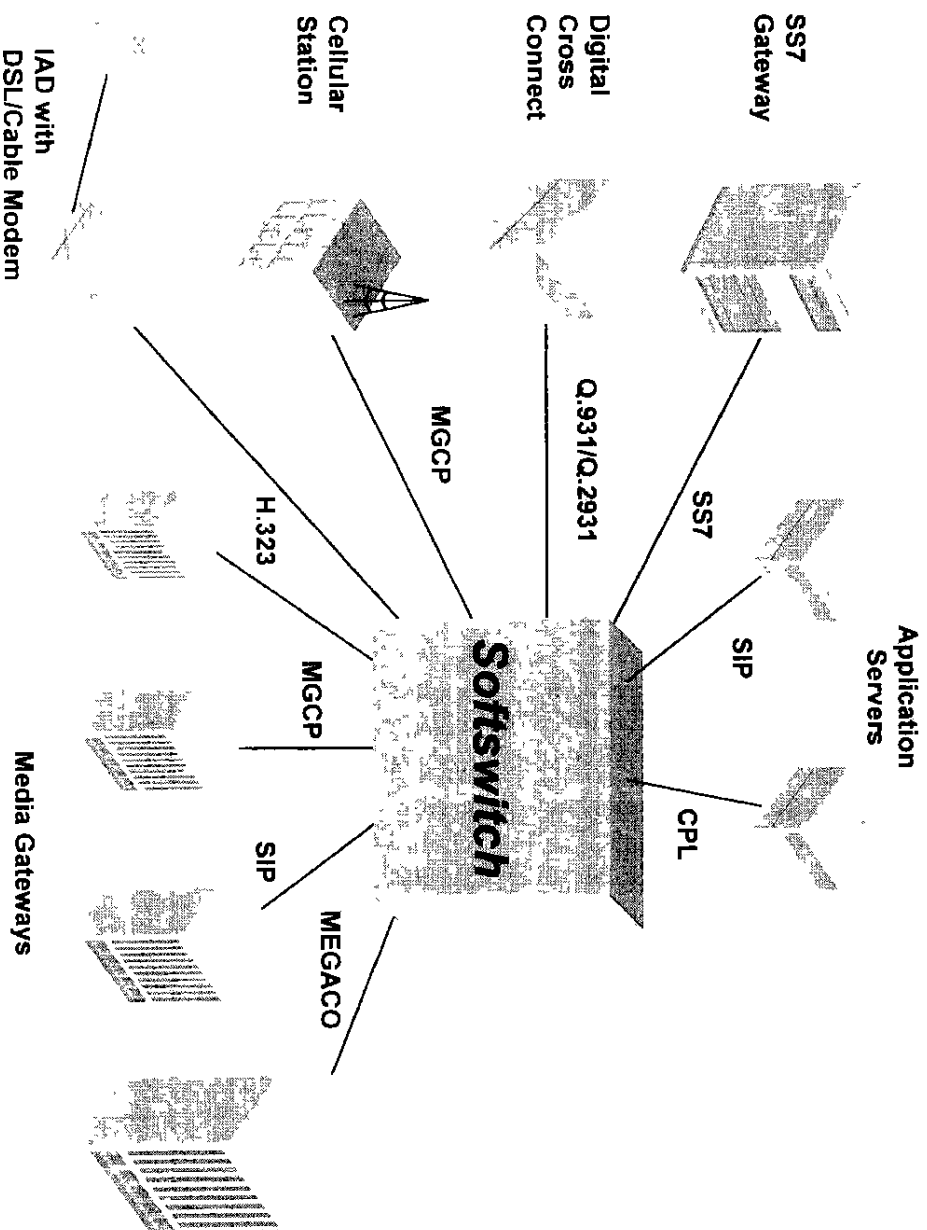 Application
Servers
SS7
Gateway
SIP
CPL
SS7
Digital
Cross
Connect
Q.931/Q.2931
Softswitch
Cellular
Station
MGCP
H.323
MGCP
SIP
MEGACO
IAD with
DSL/Cable Modem
Media Gateways